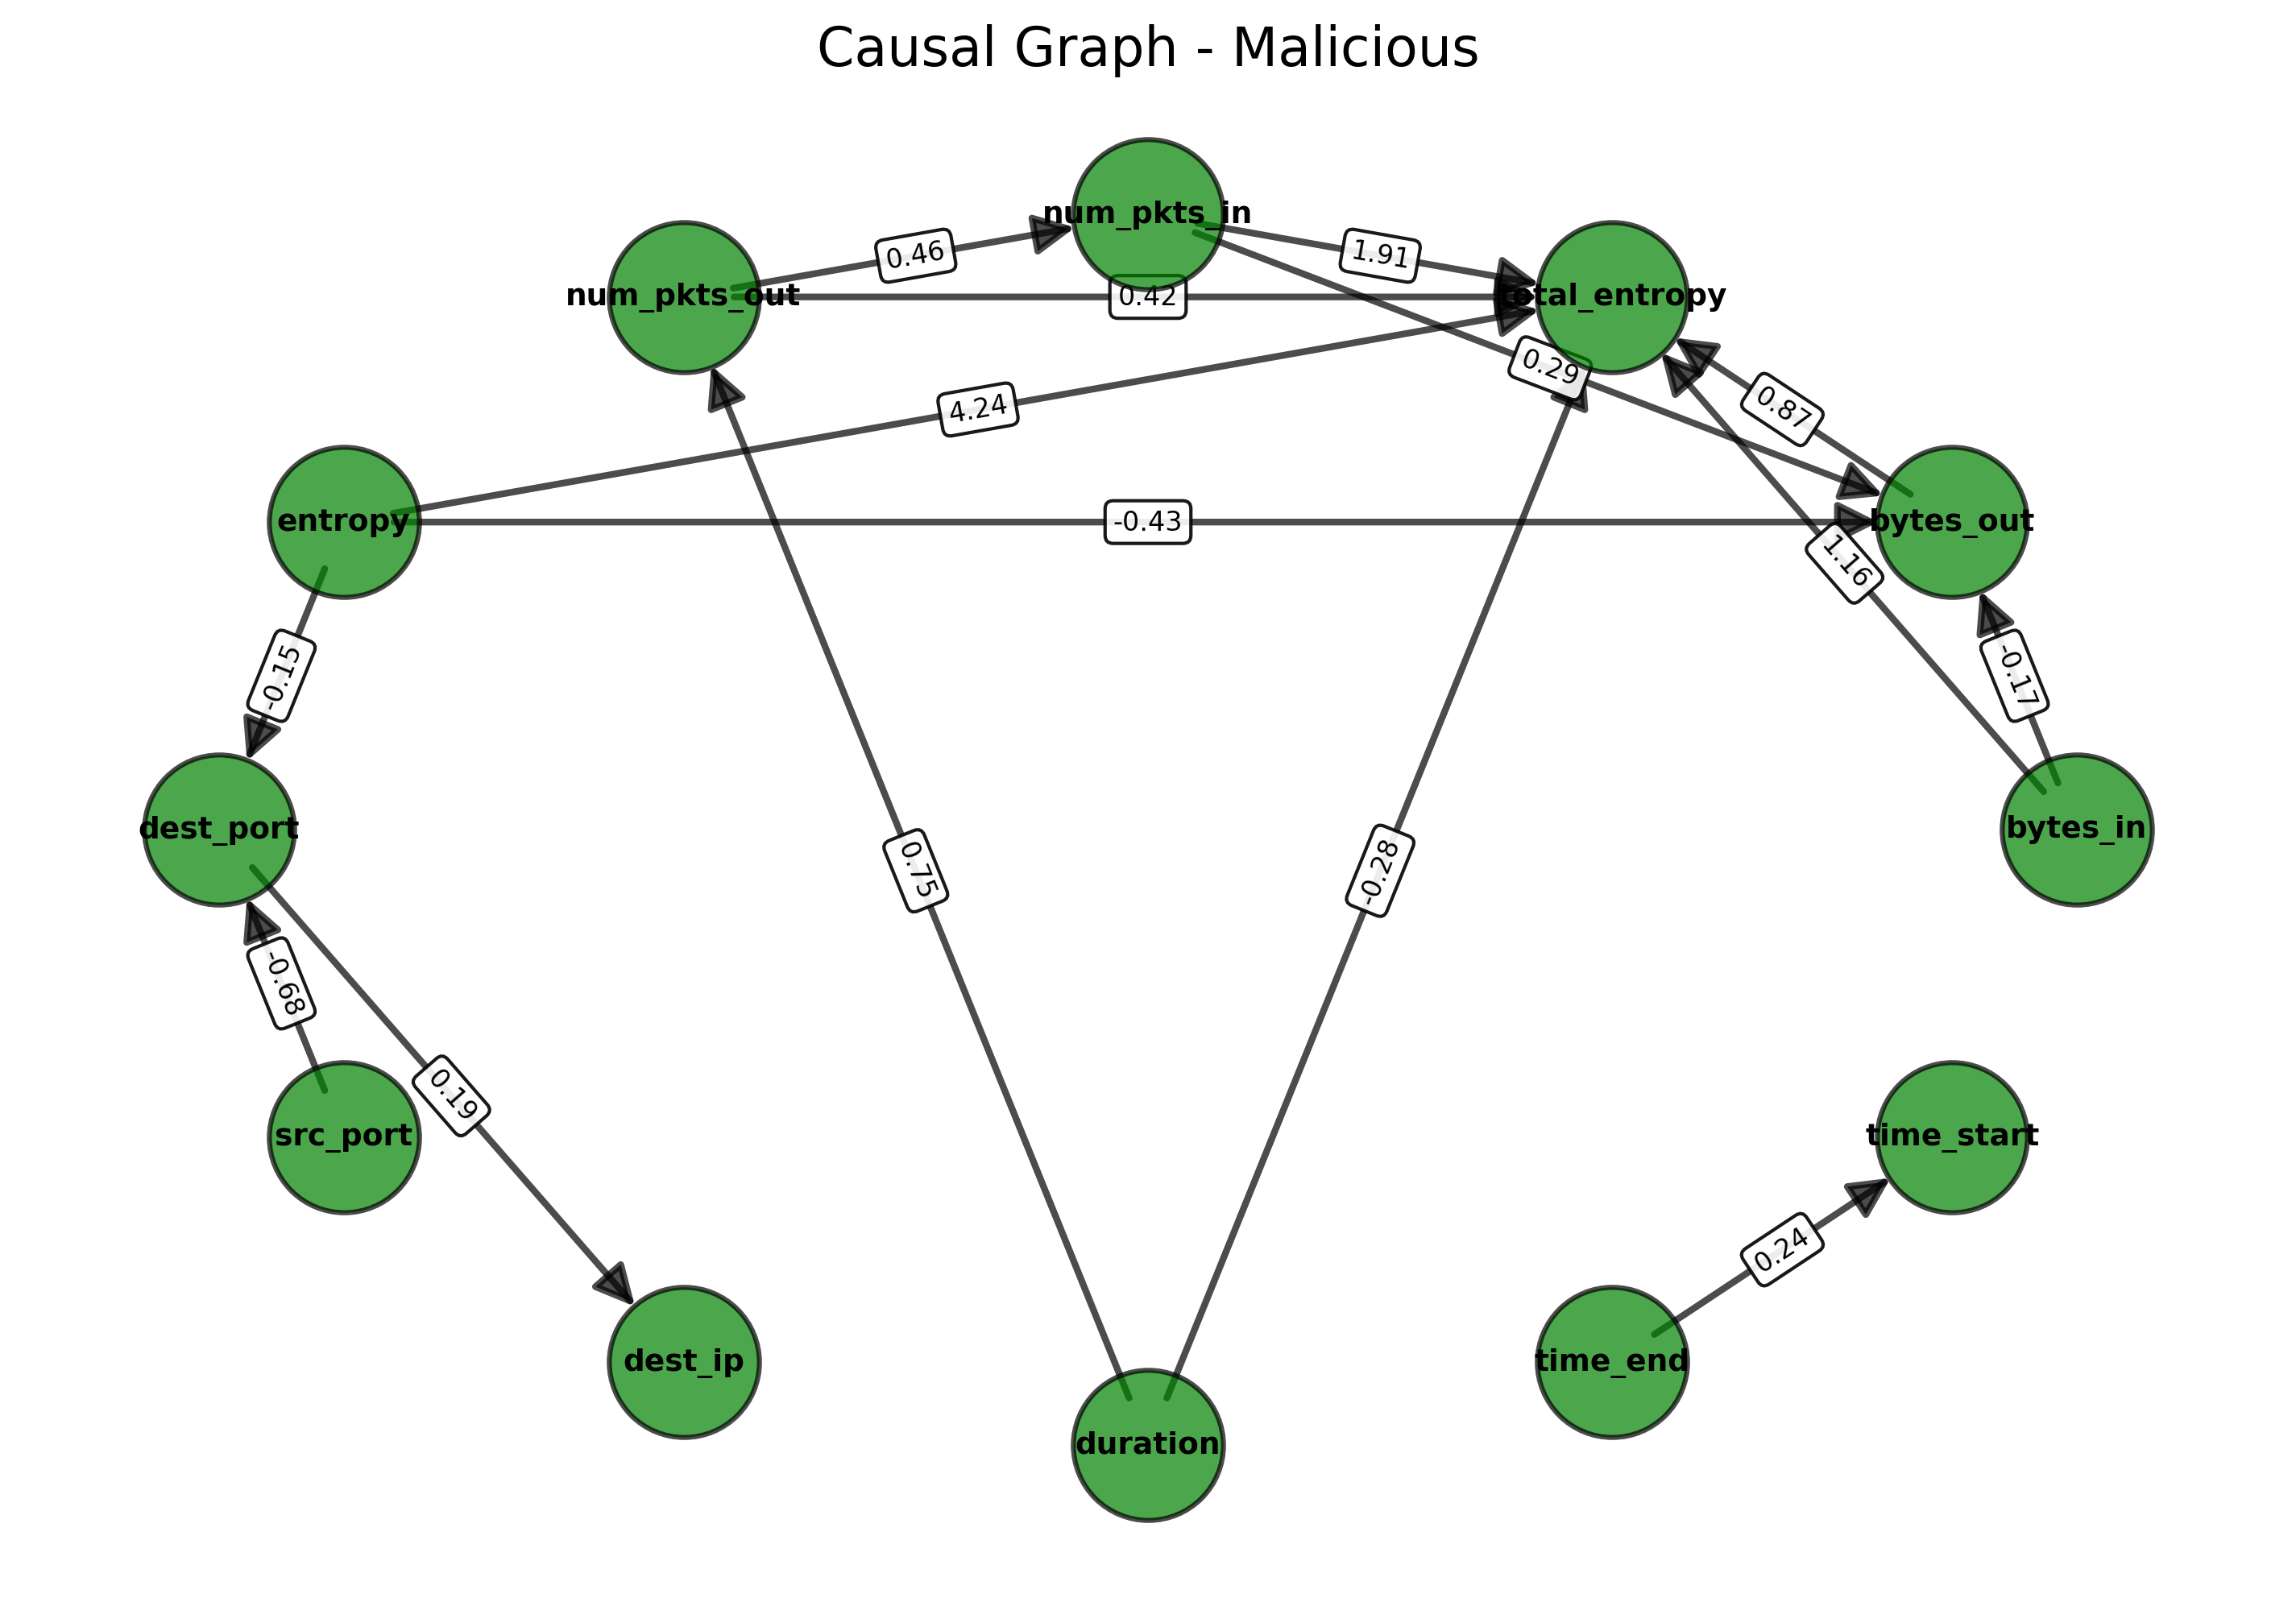 Causal Graph - Malicious
num_pkts_in
0.46
1.91
num_pkts_out
0.42
total_entropy
0.29
0.87
4.24
entropy
-0.43
bytes_out
1.16
-0.15
-0.17
dest_port
bytes_in
0.75
-0.28
-0.68
0.19
src_port
time_start
0.24
dest_ip
time_end
duration